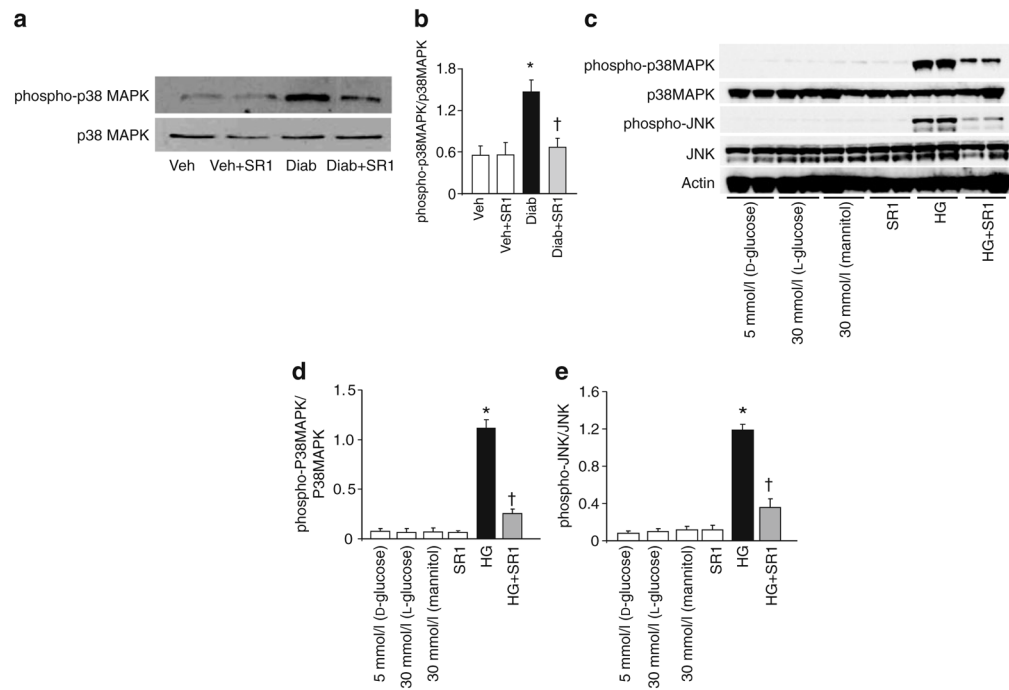 a
phospho-p38 MAPK
p38 MAPK
Veh Veh+SR1 Diab Diab+SR1
b
phospho-p38MAPK/p38MAPK
1.8
1.2
0.6
0
*
†
Veh
Veh+SR1
Diab
Diab+SR1
c
phospho-p38MAPK
p38MAPK
phospho-JNK
JNK
Actin
5 mmol/l (D-glucose)
30 mmol/l (L-glucose)
30 mmol/l (mannitol)
SR1
HG
HG+SR1
d
phospho-P38MAPK/
P38MAPK
1.5
1.0
0.5
0
*
†
5 mmol/l (D-glucose)
30 mmol/l (L-glucose)
30 mmol/l (mannitol)
SR1
HG
HG+SR1
e
phospho-JNK/JNK
1.6
1.2
0.8
0.4
0
*
†
5 mmol/l (D-glucose)
30 mmol/l (L-glucose)
30 mmol/l (mannitol)
SR1
HG
HG+SR1